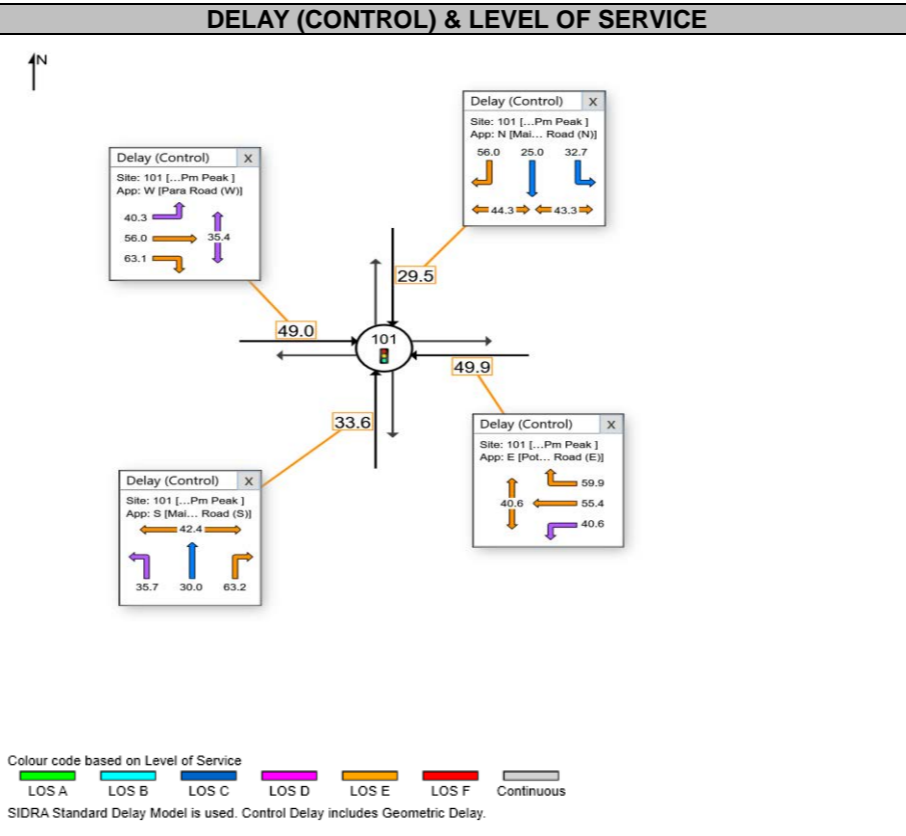 DELAY (CONTROL) & LEVEL OF SERVICE
N
Delay (Control) X
Site: 101 [...Pm Peak ]
App: N [Mai... Road (N)]
56.0 25.0 32.7
44.3 43.3
Delay (Control) X
Site: 101 [...Pm Peak ]
App: W [Para Road (W)]
40.3
56.0 35.4
63.1
29.5
49.0
101
49.9
33.6
Delay (Control) X
Site: 101 [...Pm Peak ]
App: E [Pot... Road (E)]
59.9
40.6 55.4
40.6
Delay (Control) X
Site: 101 [...Pm Peak ]
App: S [Mai... Road (S)]
42.4
35.7 30.0 63.2
Colour code based on Level of Service
LOS A LOS B LOS C LOS D LOS E LOS F Continuous
SIDRA Standard Delay Model is used. Control Delay includes Geometric Delay.